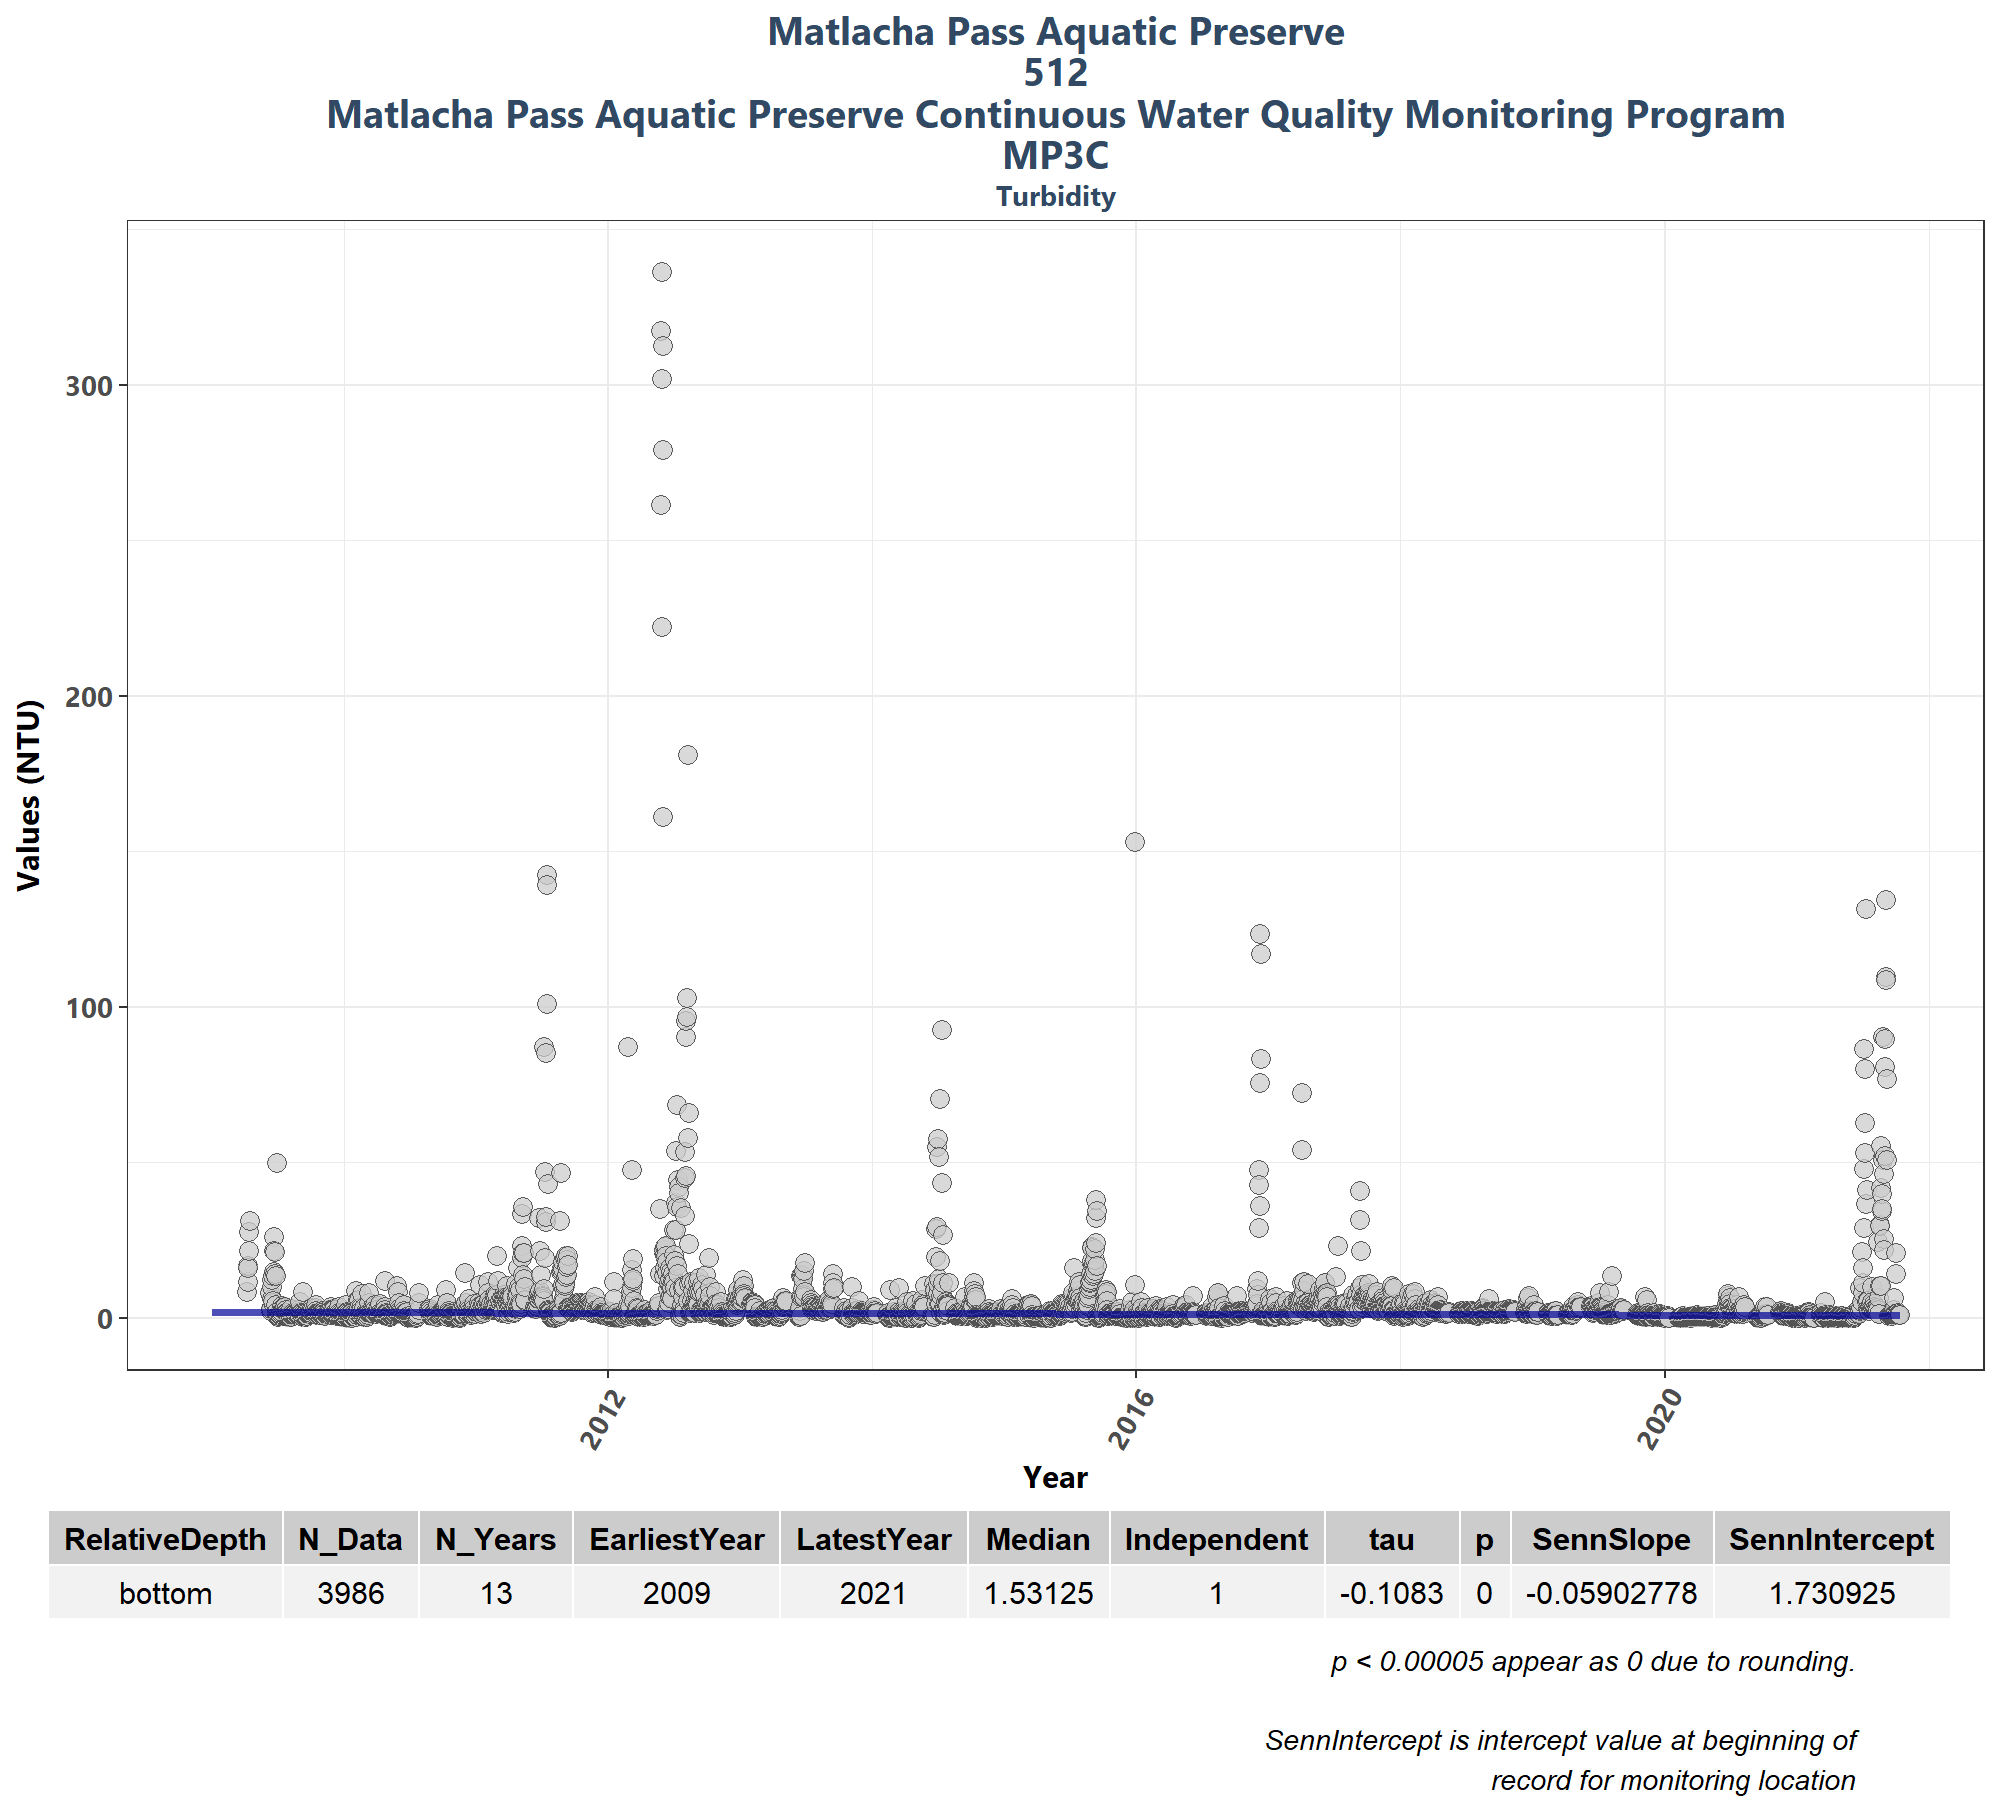 Matlacha Pass Aquatic Preserve
512
Matlacha Pass Aquatic Preserve Continuous Water Quality Monitoring Program
MP3C
Turbidity
Values (NTU)
300
200
100
0
2012
2016
2020
Year
RelativeDepth N_Data N_Years EarliestYear LatestYear Median Independent tau p SennSlope SennIntercept
bottom 3986 13 2009 2021 1.53125 1 -0.1083 0 -0.05902778 1.730925
p < 0.00005 appear as 0 due to rounding.
SennIntercept is intercept value at beginning of
record for monitoring location